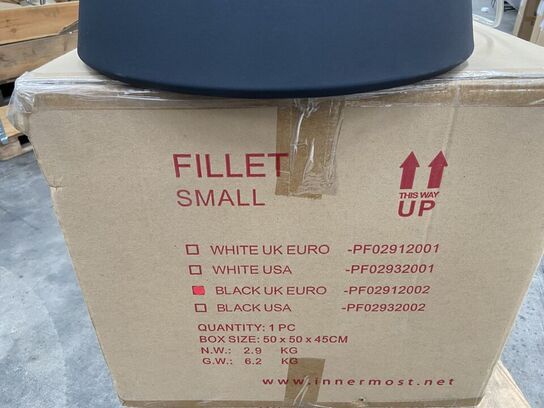 FILLET
SMALL
THIS WAY
UP
WHITE UK EURO -PF02912001
WHITE USA -PF02932001
BLACK UK EURO -PF02912002
BLACK USA -PF02932002
QUANTITY: 1 PC
BOX SIZE: 50 x 50 x 45CM
N.W.: 2.9 KG
G.W.: 6.2 KG
www.innermost.net